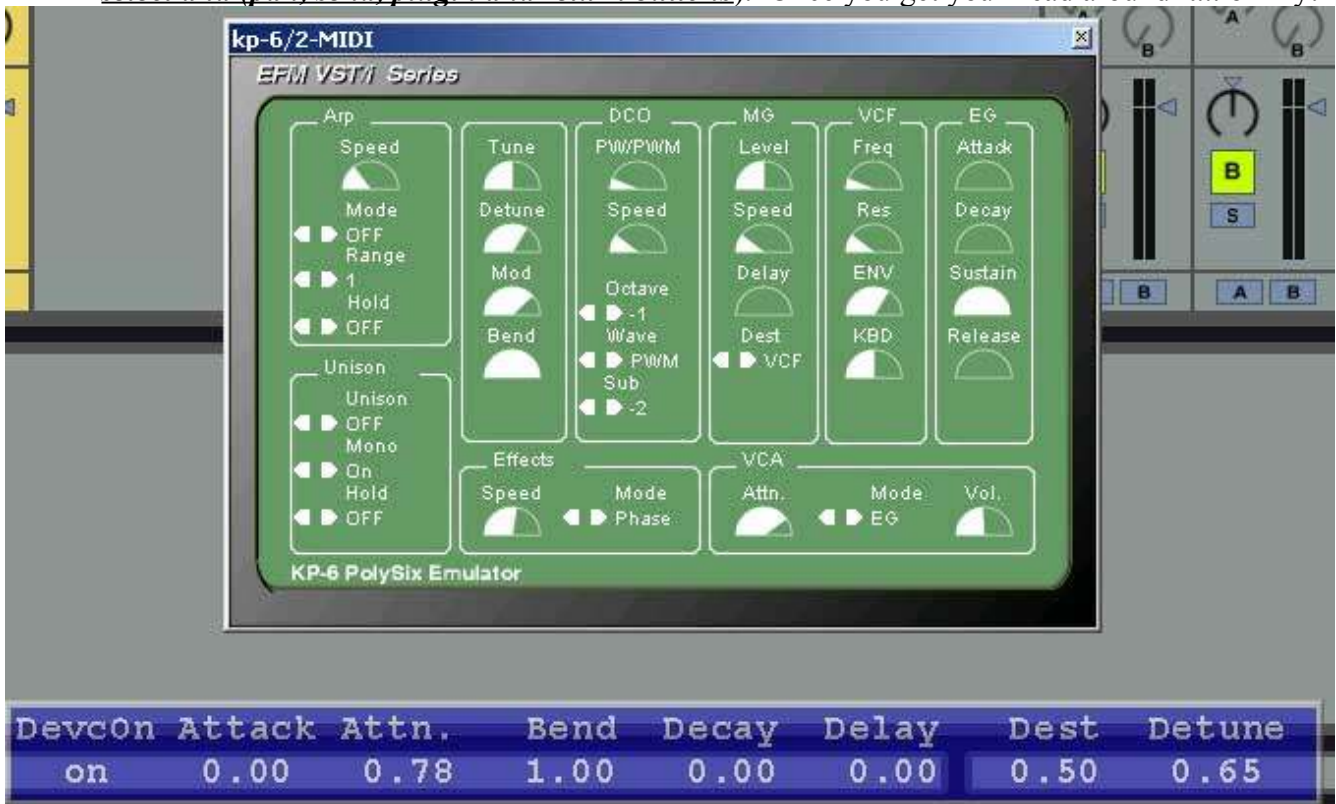 kp-6/2-MIDI
EFM VST/i Series
Arp
Speed
Mode
OFF
Range
1
Hold
OFF
Unison
Unison
OFF
Mono
On
Hold
OFF
Tune
Detune
Mod
Bend
DCO
PW/PWM
Speed
Octave
-1
Wave
PWM
Sub
-2
MG
Level
Speed
Delay
Dest
VCF
VCF
Freq
Res
ENV
KBD
EG
Attack
Decay
Sustain
Release
Effects
Speed
Mode
Phase
VCA
Attn.
Mode
EG
Vol.
KP-6 PolySix Emulator
A B
A B
B
S
B
A B
DevcOn Attack Attn. Bend Decay Delay Dest Detune
on 0.00 0.78 1.00 0.00 0.00 0.50 0.65